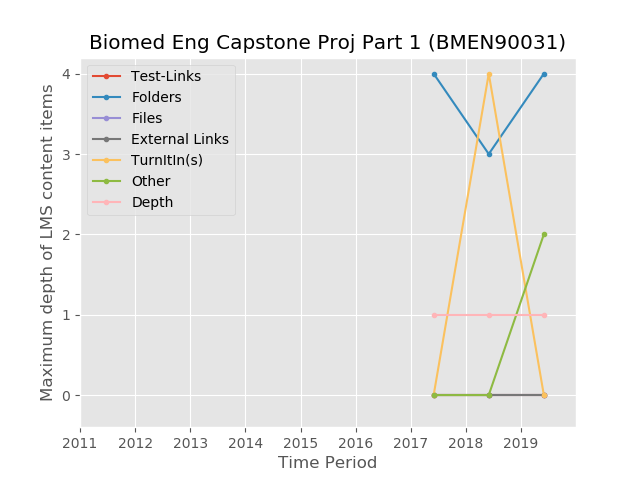 Biomed Eng Capstone Proj Part 1 (BMEN90031)
Maximum depth of LMS content items
4
3
2
1
0
Test-Links
Folders
Files
External Links
TurnItIn(s)
Other
Depth
2011 2012 2013 2014 2015 2016 2017 2018 2019
Time Period